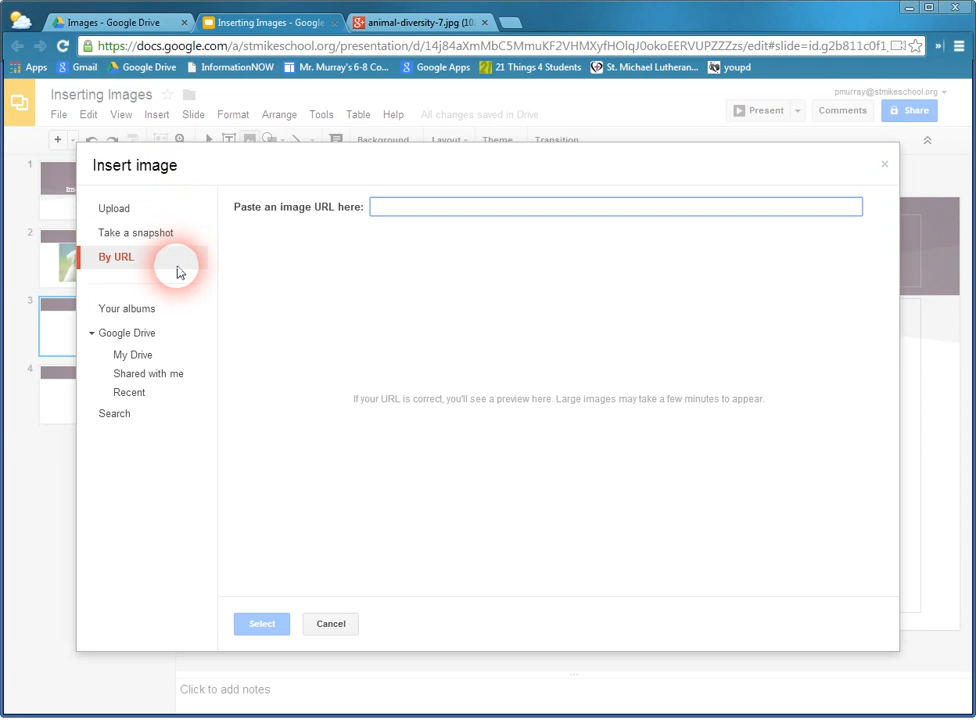 Images - Google Drive
Inserting Images - Google
animal-diversity-7.jpg (10
https://docs.google.com/a/stmikeschool.org/presentation/d/14j84aXmMbC5MmuKF2VHMXyfHOlqJ0okoEERVUPZZZzs/edit#slide=id.g2b811c0f1_
Apps
Gmail
Google Drive
InformationNOW
Mr. Murray's 6-8 Co...
Google Apps
21 Things 4 Students
St. Michael Lutheran...
youpd
Inserting Images
pmurray@stmikeschool.org
File Edit View Insert Slide Format Arrange Tools Table Help All changes saved in Drive
Present
Comments
Share
Background Layout Theme Transition
Insert image
Upload
Take a snapshot
By URL
Your albums
Google Drive
My Drive
Shared with me
Recent
Search
Paste an image URL here:
If your URL is correct, you'll see a preview here. Large images may take a few minutes to appear.
Select
Cancel
1
2
3
4
Click to add notes